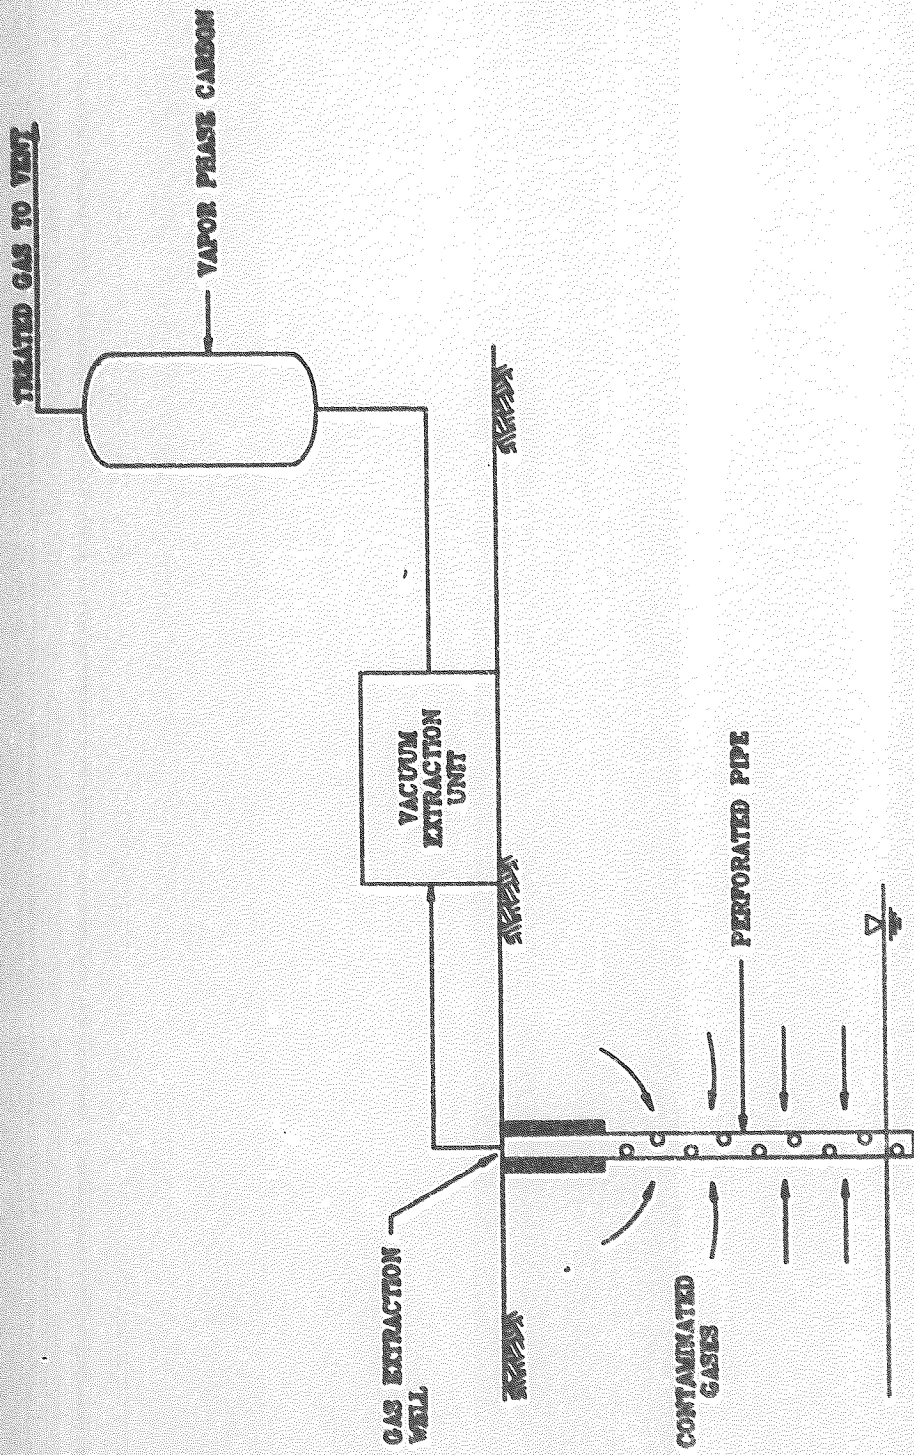 TREATED GAS TO VENT
VAPOR PHASE CARBON
VACUUM
EXTRACTION
UNIT
GAS EXTRACTION
WELL
PERFORATED PIPE
CONTAMINATED
GASES